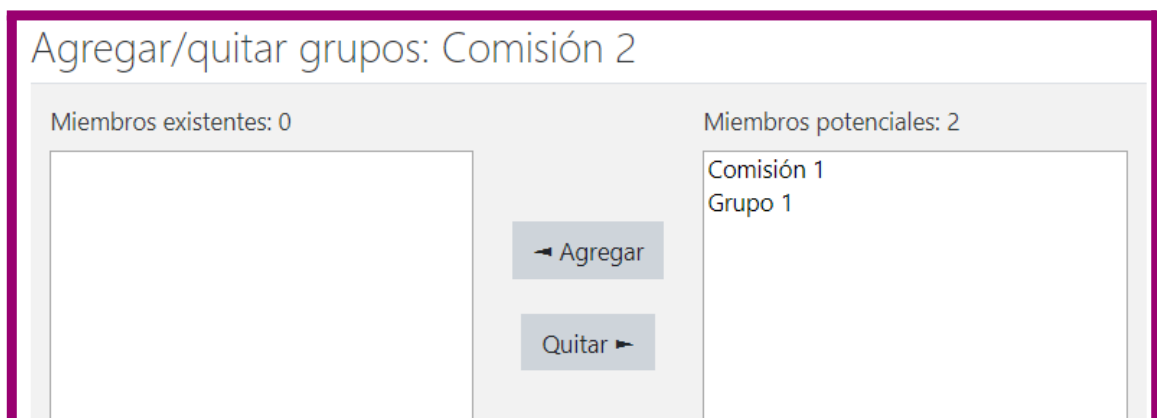 Agregar/quitar grupos: Comisión 2
Miembros existentes: 0
Miembros potenciales: 2
Comisión 1
Grupo 1
◄ Agregar
Quitar ►